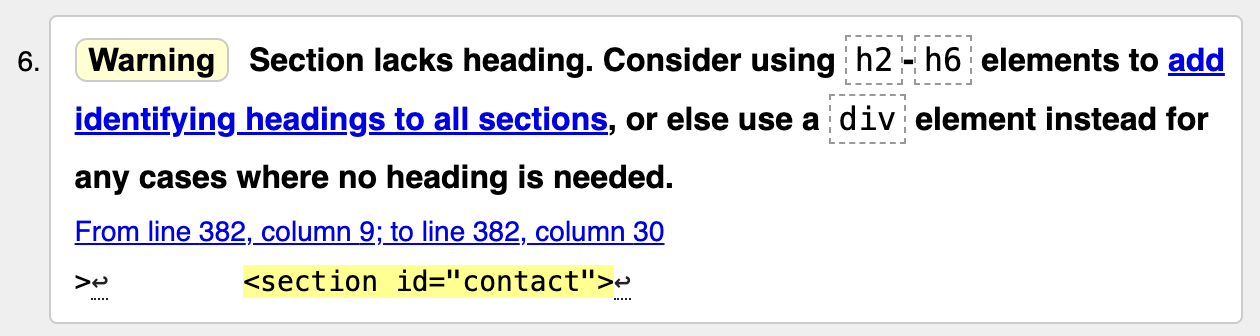 6. Warning Section lacks heading. Consider using h2-h6 elements to add
identifying headings to all sections, or else use a div element instead for
any cases where no heading is needed.
From line 382, column 9; to line 382, column 30
>↩ <section id="contact">↩